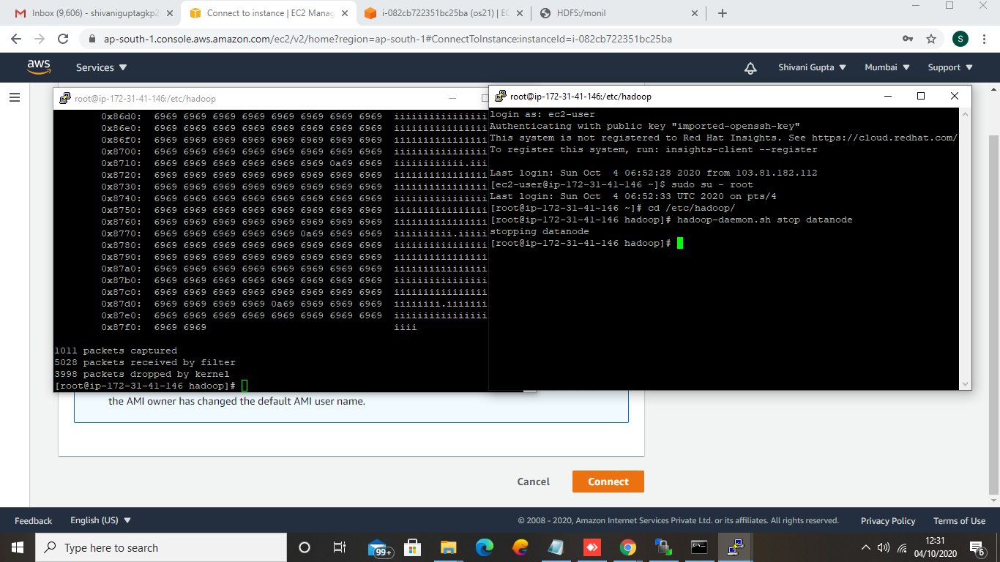 Inbox (9,606) - shivaniguptagkp2
Connect to instance | EC2 Manag
i-082cb722351bc25ba (os21) | EC
HDFS:/monil
ap-south-1.console.aws.amazon.com/ec2/v2/home?region=ap-south-1#ConnectToInstance:instanceId=i-082cb722351bc25ba
S
aws
Services
Shivani Gupta
Mumbai
Support
root@ip-172-31-41-146:/etc/hadoop
0x86d0: 6969 6969 6969 6969 6969 6969 6969 6969 iiiiiiiiiiiiiiii
0x86e0: 6969 6969 6969 6969 6969 6969 6969 6969 iiiiiiiiiiiiiiii
0x86f0: 6969 6969 6969 6969 6969 6969 6969 6969 iiiiiiiiiiiiiiii
0x8700: 6969 6969 6969 6969 6969 6969 6969 6969 iiiiiiiiiiiiiiii
0x8710: 6969 6969 6969 6969 6969 6969 0a69 6969 iiiiiiiiiiii.iii
0x8720: 6969 6969 6969 6969 6969 6969 6969 6969 iiiiiiiiiiiiiiii
0x8730: 6969 6969 6969 6969 6969 6969 6969 6969 iiiiiiiiiiiiiiii
0x8740: 6969 6969 6969 6969 6969 6969 6969 6969 iiiiiiiiiiiiiiii
0x8750: 6969 6969 6969 6969 6969 6969 6969 6969 iiiiiiiiiiiiiiii
0x8760: 6969 6969 6969 6969 6969 6969 6969 6969 iiiiiiiiiiiiiiii
0x8770: 6969 6969 6969 6969 6969 0a69 6969 6969 iiiiiiiiii.iiiii
0x8780: 6969 6969 6969 6969 6969 6969 6969 6969 iiiiiiiiiiiiiiii
0x8790: 6969 6969 6969 6969 6969 6969 6969 6969 iiiiiiiiiiiiiiii
0x87a0: 6969 6969 6969 6969 6969 6969 6969 6969 iiiiiiiiiiiiiiii
0x87b0: 6969 6969 6969 6969 6969 6969 6969 6969 iiiiiiiiiiiiiiii
0x87c0: 6969 6969 6969 6969 6969 6969 6969 6969 iiiiiiiiiiiiiiii
0x87d0: 6969 6969 6969 6969 0a69 6969 6969 6969 iiiiiiii.iiiiiii
0x87e0: 6969 6969 6969 6969 6969 6969 6969 6969 iiiiiiiiiiiiiiii
0x87f0: 6969 6969 iiii
1011 packets captured
5028 packets received by filter
3998 packets dropped by kernel
[root@ip-172-31-41-146 hadoop]#
root@ip-172-31-41-146:/etc/hadoop
login as: ec2-user
Authenticating with public key "imported-openssh-key"
This system is not registered to Red Hat Insights. See https://cloud.redhat.com/
To register this system, run: insights-client --register
Last login: Sun Oct  4 06:52:28 2020 from 103.81.182.112
[ec2-user@ip-172-31-41-146 ~]$ sudo su - root
Last login: Sun Oct  4 06:52:33 UTC 2020 on pts/4
[root@ip-172-31-41-146 ~]# cd /etc/hadoop/
[root@ip-172-31-41-146 hadoop]# hadoop-daemon.sh stop datanode
stopping datanode
[root@ip-172-31-41-146 hadoop]#
the AMI owner has changed the default AMI user name.
Cancel
Connect
Feedback
English (US)
© 2008 - 2020, Amazon Internet Services Private Ltd. or its affiliates. All rights reserved.
Privacy Policy
Terms of Use
Type here to search
99+
12:31
04/10/2020
6